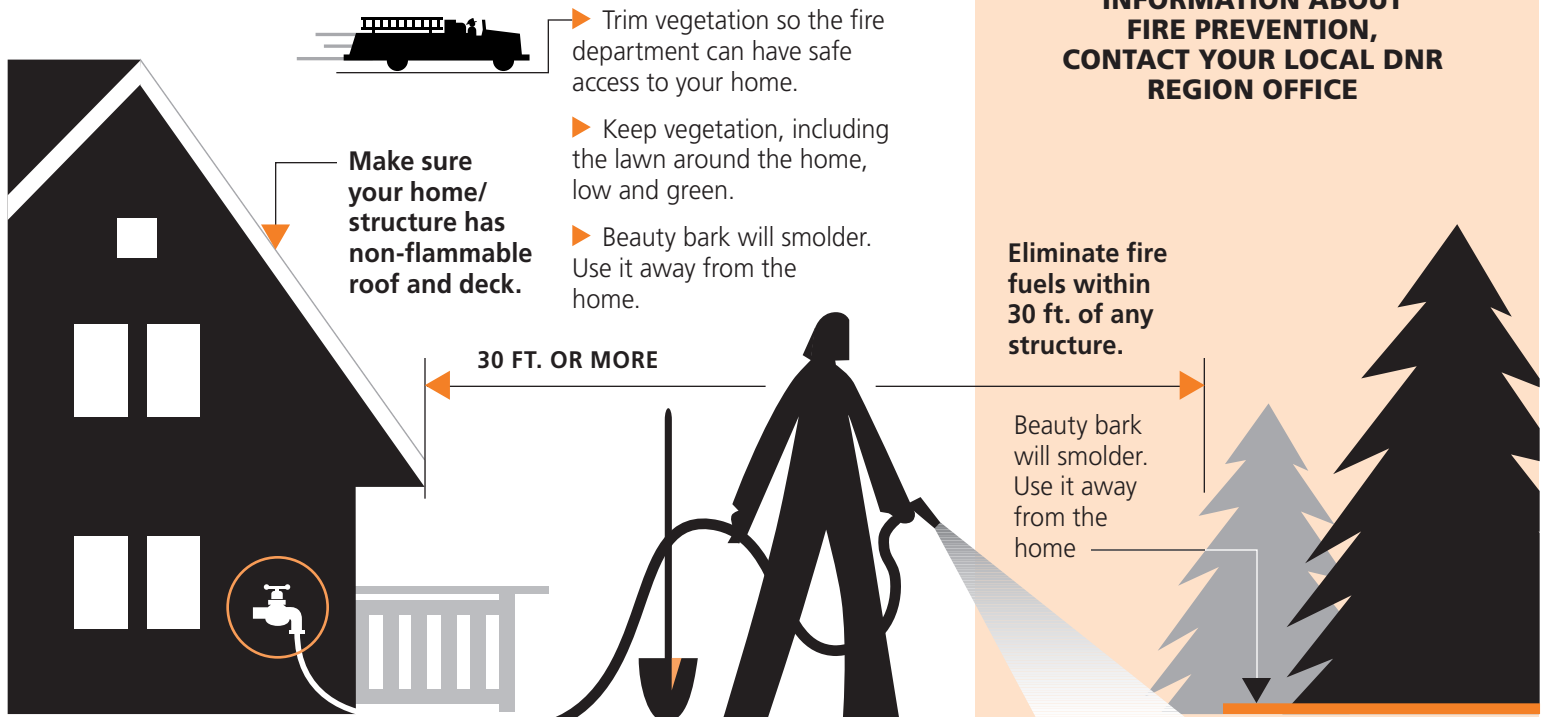 Trim vegetation so the fire
department can have safe
access to your home.
Keep vegetation, including
the lawn around the home,
low and green.
Beauty bark will smolder.
Use it away from the
home.
Make sure
your home/
structure has
non-flammable
roof and deck.
30 FT. OR MORE
INFORMATION ABOUT
FIRE PREVENTION,
CONTACT YOUR LOCAL DNR
REGION OFFICE
Eliminate fire
fuels within
30 ft. of any
structure.
Beauty bark
will smolder.
Use it away
from the
home